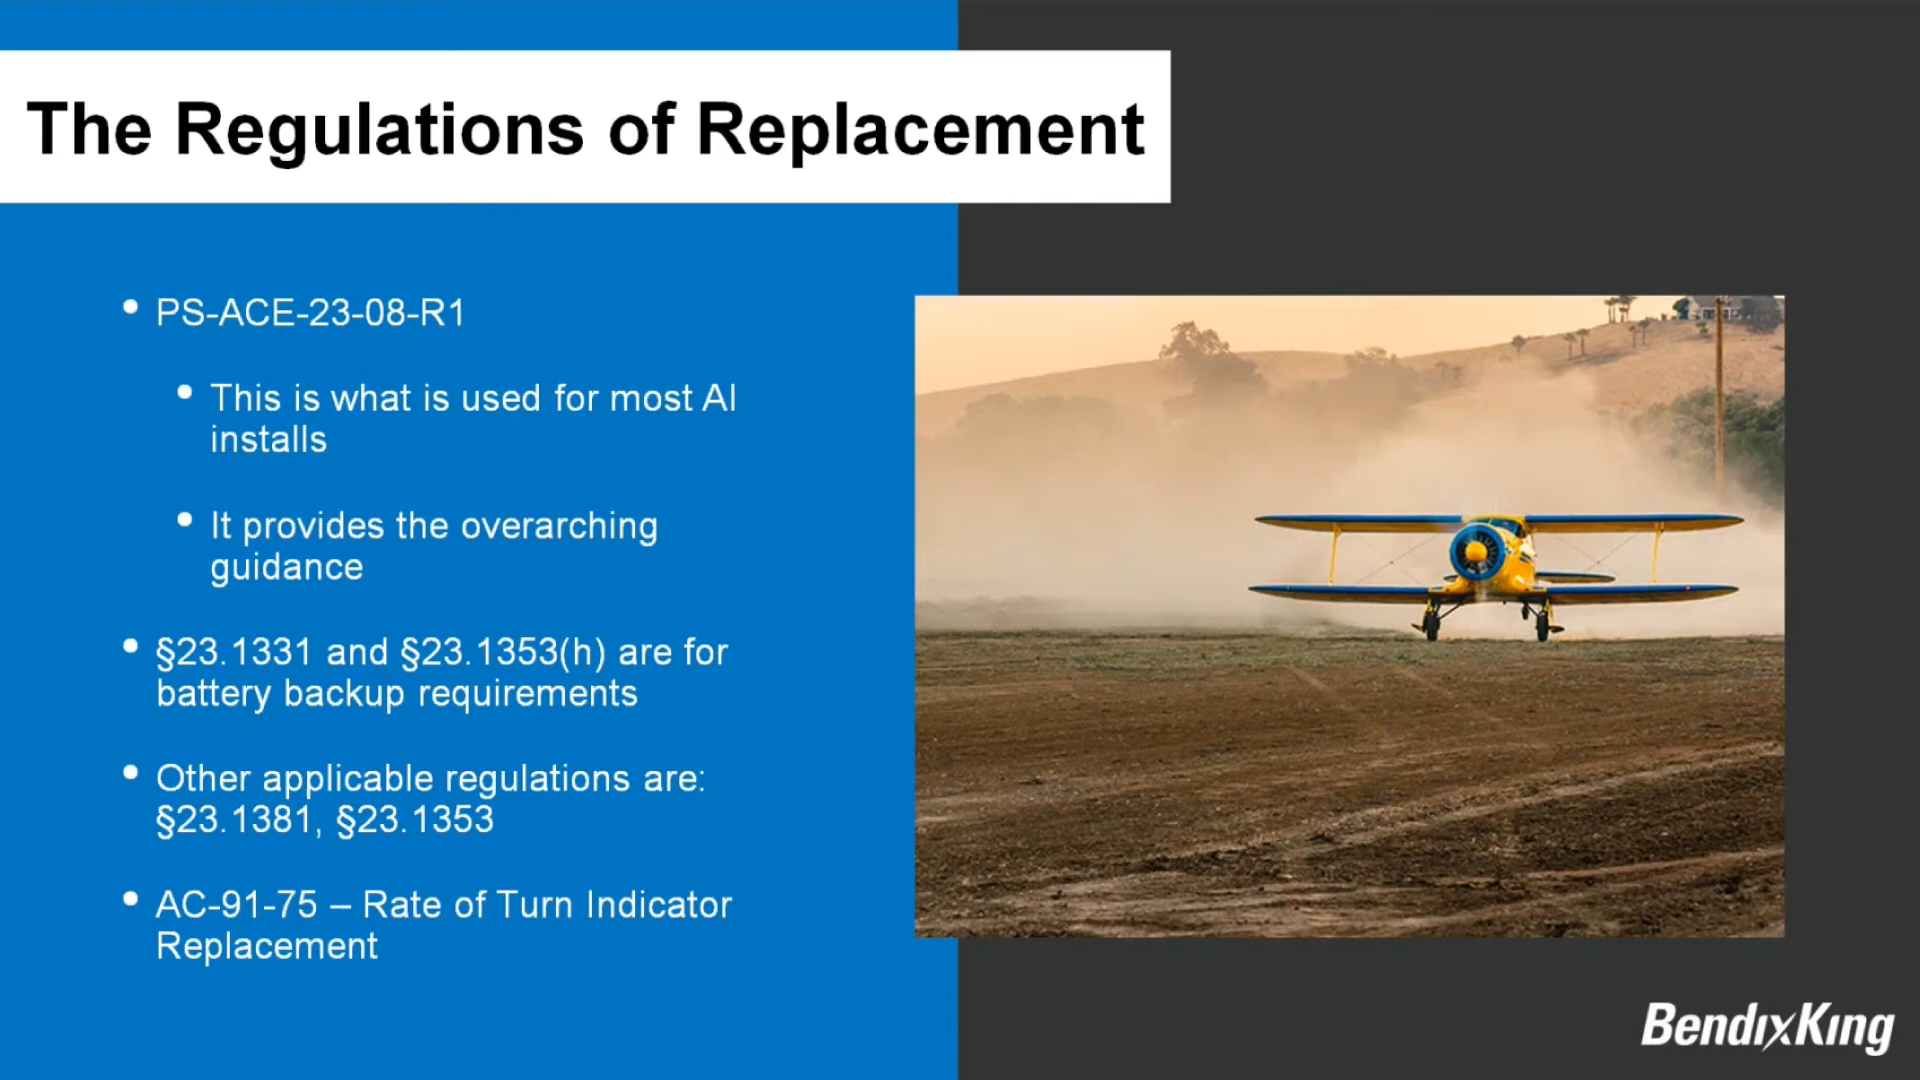 The Regulations of Replacement
• PS-ACE-23-08-R1
• This is what is used for most AI
installs
• It provides the overarching
guidance
• §23.1331 and §23.1353(h) are for
battery backup requirements
• Other applicable regulations are:
§23.1381, §23.1353
• AC-91-75 – Rate of Turn Indicator
Replacement
BendixKing